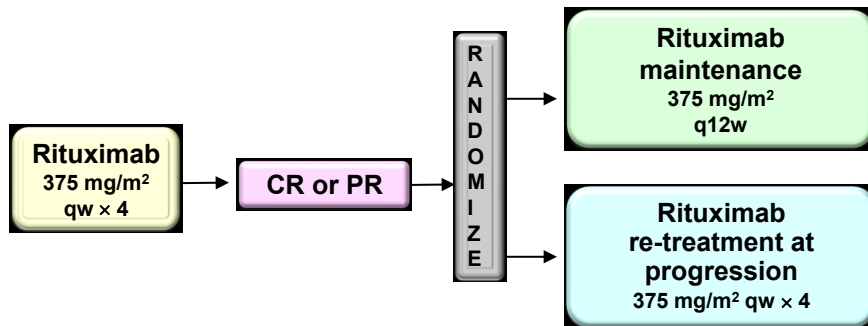 Rituximab
375 mg/m²
qw × 4
CR or PR
RANDOMIZE
Rituximab
maintenance
375 mg/m²
q12w
Rituximab
re-treatment at
progression
375 mg/m² qw × 4